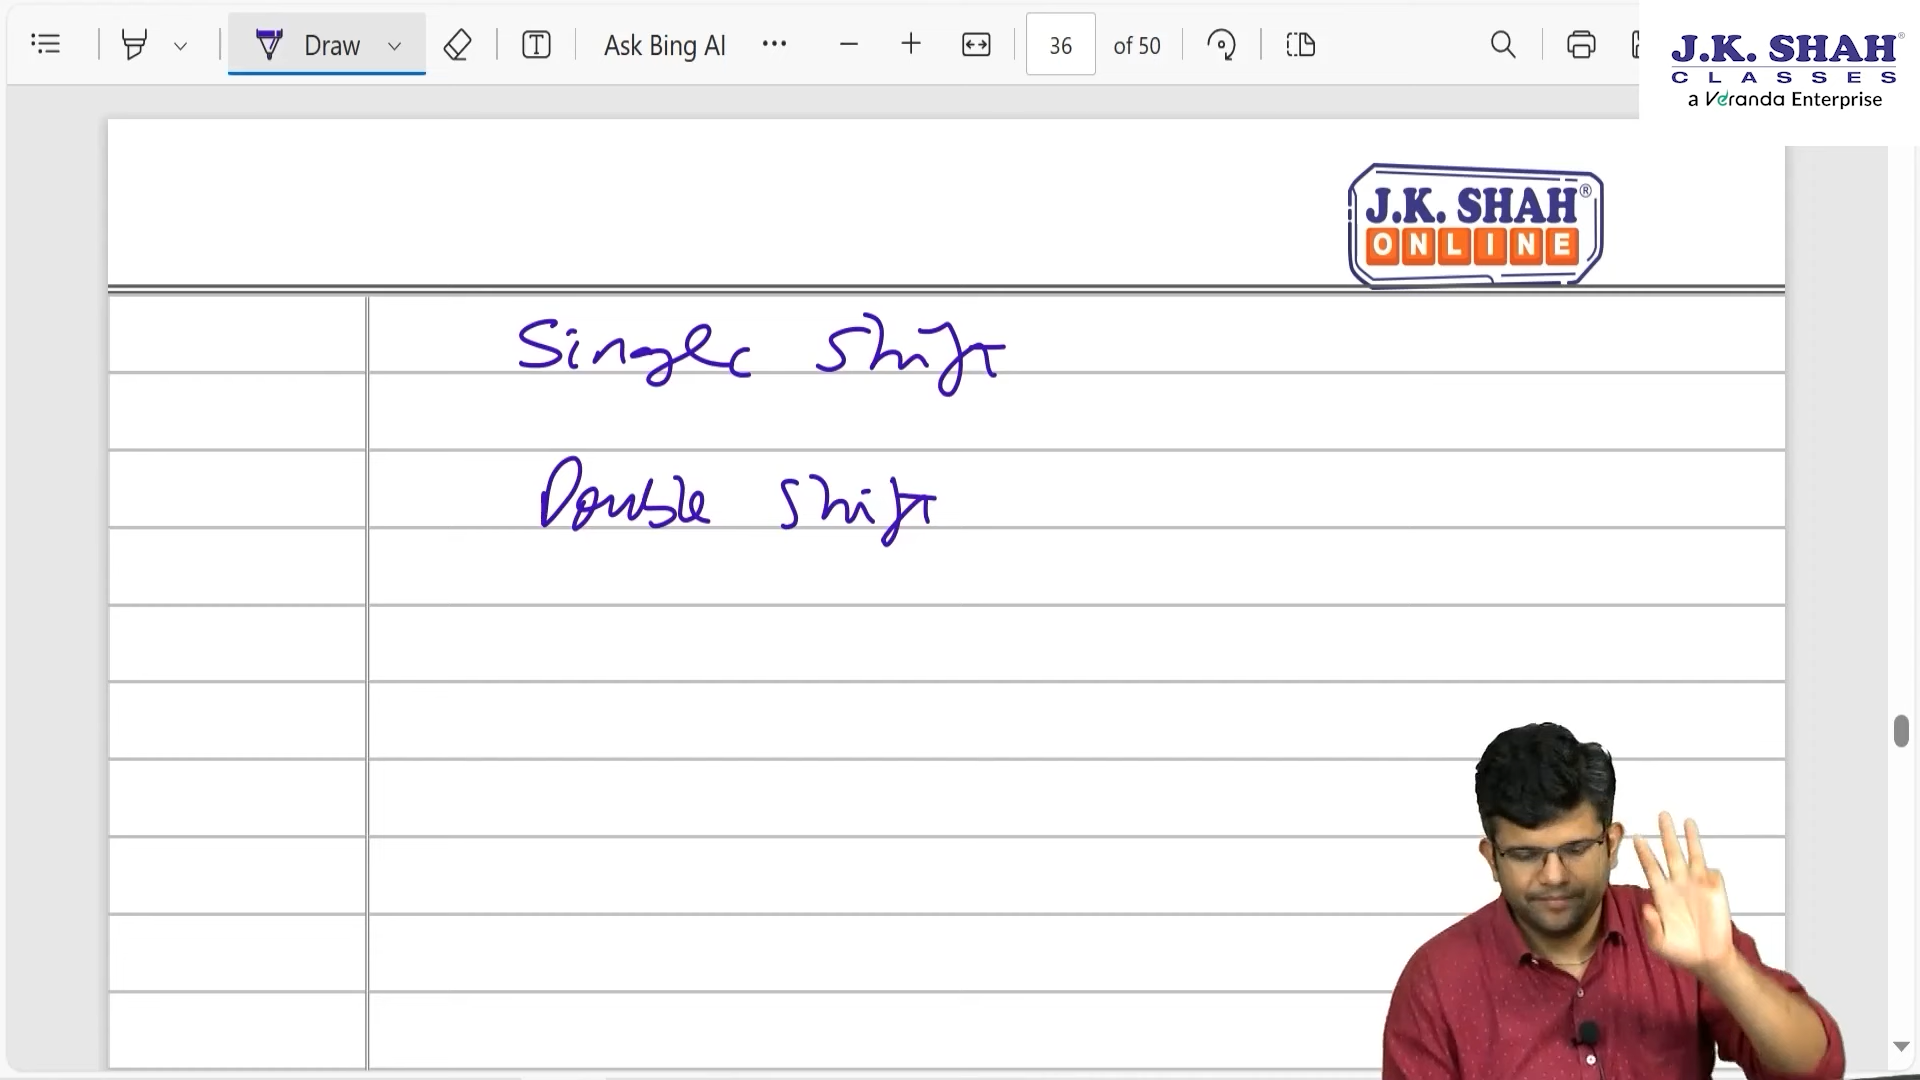 Draw
Ask Bing AI
36 of 50
J.K. SHAH®
CLASSES
a Veranda Enterprise
J.K. SHAH®
ONLINE
Single Shift
Double Shift